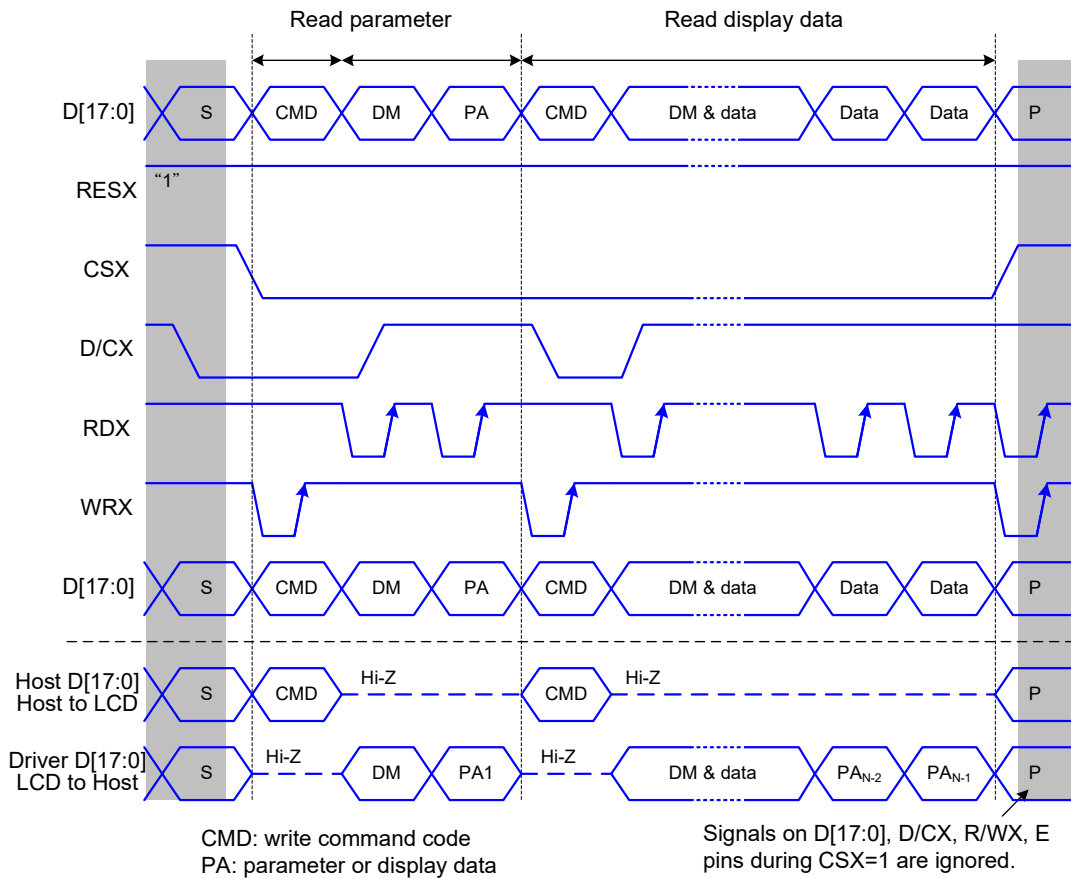 Read parameter Read display data
D[17:0] S CMD DM PA CMD DM & data Data Data P
RESX “1”
CSX
D/CX
RDX
WRX
D[17:0] S CMD DM PA CMD DM & data Data Data P
Host D[17:0] S CMD Hi-Z CMD Hi-Z P
Host to LCD
Driver D[17:0] S Hi-Z DM PA1 Hi-Z DM & data PAN-2 PAN-1 P
LCD to Host
CMD: write command code
PA: parameter or display data
Signals on D[17:0], D/CX, R/WX, E
pins during CSX=1 are ignored.